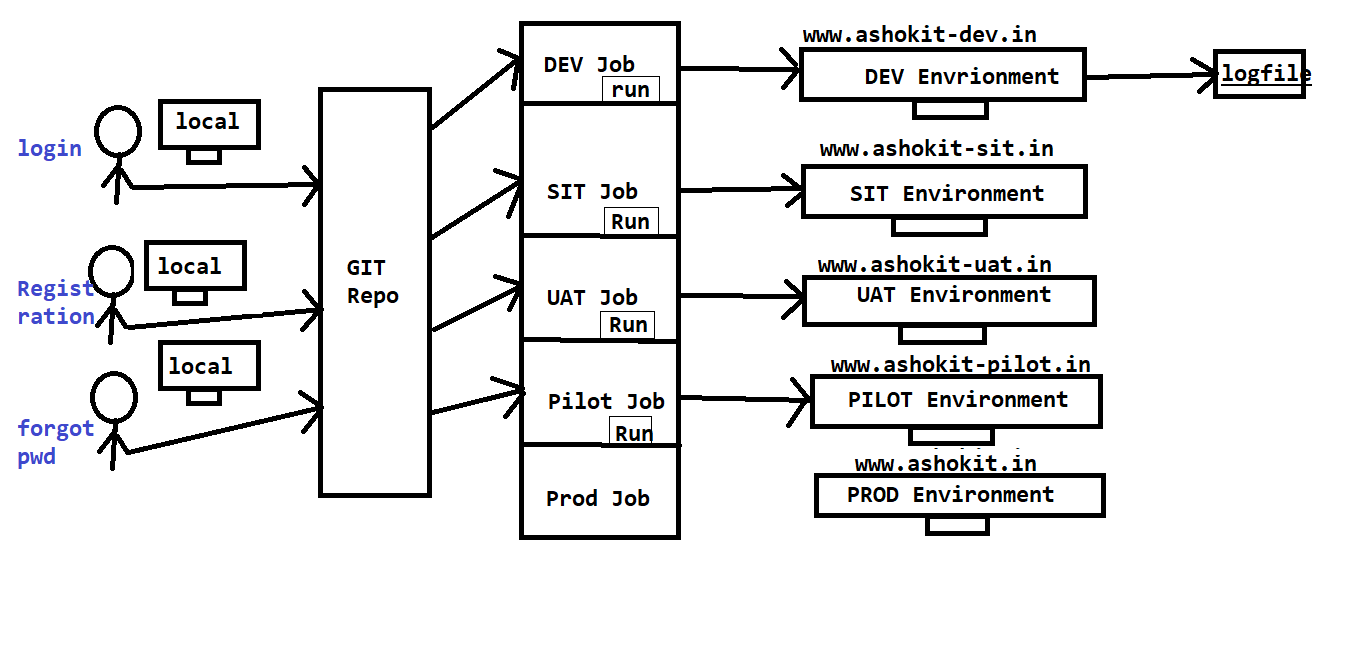 login
local
Regist
ration
local
forgot
pwd
local
GIT
Repo
DEV Job
run
SIT Job
Run
UAT Job
Run
Pilot Job
Run
Prod Job
www.ashokit-dev.in
DEV Envrionment
logfile
www.ashokit-sit.in
SIT Environment
www.ashokit-uat.in
UAT Environment
www.ashokit-pilot.in
PILOT Environment
www.ashokit.in
PROD Environment